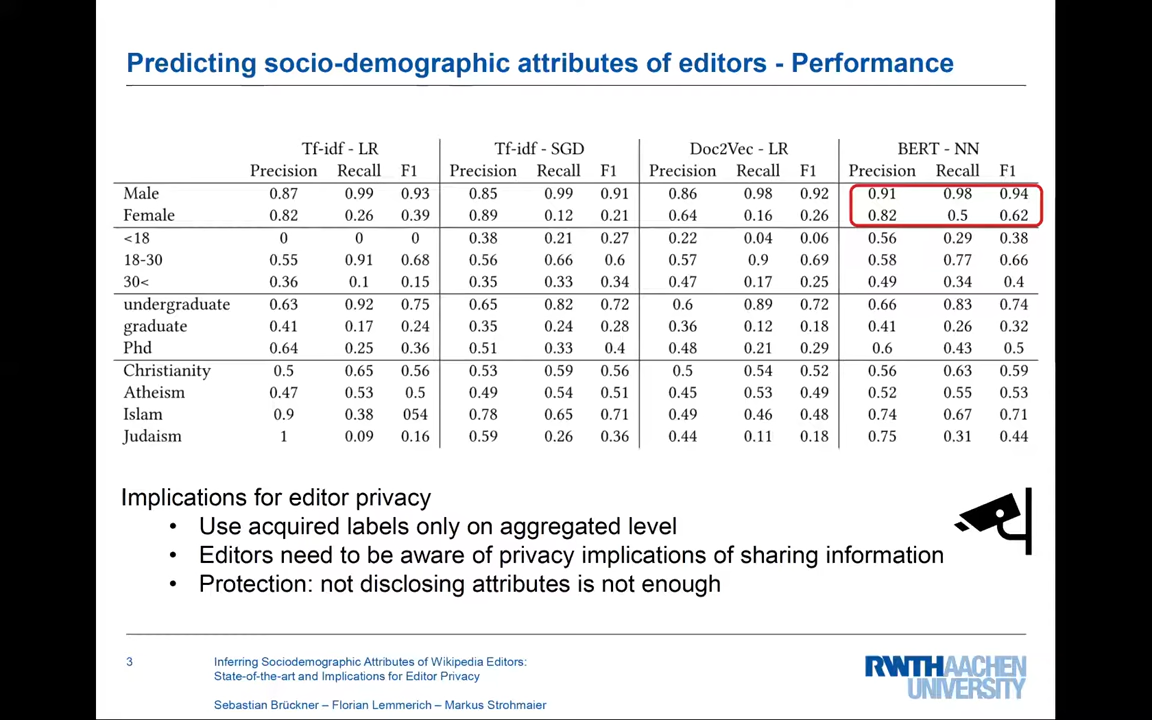 Predicting socio-demographic attributes of editors - Performance
Tf-idf - LR Tf-idf - SGD Doc2Vec - LR BERT - NN
Precision Recall F1 Precision Recall F1 Precision Recall F1 Precision Recall F1
Male 0.87 0.99 0.93 0.85 0.99 0.91 0.86 0.98 0.92 0.91 0.98 0.94
Female 0.82 0.26 0.39 0.89 0.12 0.21 0.64 0.16 0.26 0.82 0.5 0.62
<18 0 0 0 0.38 0.21 0.27 0.22 0.04 0.06 0.56 0.29 0.38
18-30 0.55 0.91 0.68 0.56 0.66 0.6 0.57 0.9 0.69 0.58 0.77 0.66
30< 0.36 0.1 0.15 0.35 0.33 0.34 0.47 0.17 0.25 0.49 0.34 0.4
undergraduate 0.63 0.92 0.75 0.65 0.82 0.72 0.6 0.89 0.72 0.66 0.83 0.74
graduate 0.41 0.17 0.24 0.35 0.24 0.28 0.36 0.12 0.18 0.41 0.26 0.32
Phd 0.64 0.25 0.36 0.51 0.33 0.4 0.48 0.21 0.29 0.6 0.43 0.5
Christianity 0.5 0.65 0.56 0.53 0.59 0.56 0.5 0.54 0.52 0.56 0.63 0.59
Atheism 0.47 0.53 0.5 0.49 0.54 0.51 0.45 0.53 0.49 0.52 0.55 0.53
Islam 0.9 0.38 054 0.78 0.65 0.71 0.49 0.46 0.48 0.74 0.67 0.71
Judaism 1 0.09 0.16 0.59 0.26 0.36 0.44 0.11 0.18 0.75 0.31 0.44
Implications for editor privacy
• Use acquired labels only on aggregated level
• Editors need to be aware of privacy implications of sharing information
• Protection: not disclosing attributes is not enough
3 Inferring Sociodemographic Attributes of Wikipedia Editors:
State-of-the-art and Implications for Editor Privacy
Sebastian Brückner – Florian Lemmerich – Markus Strohmaier
RWTHAACHEN
UNIVERSITY